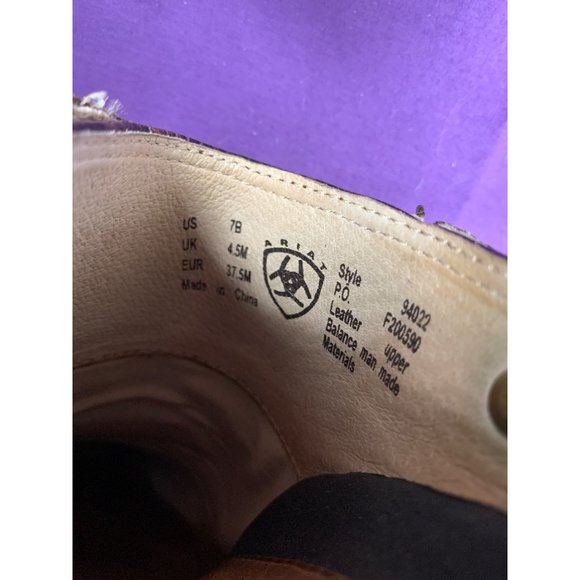 US 7B
UK 4.5M
EUR 37.5M
Made in China
ARIAT
Style 94022
P.O. F200590
Leather upper
Balance man made
Materials